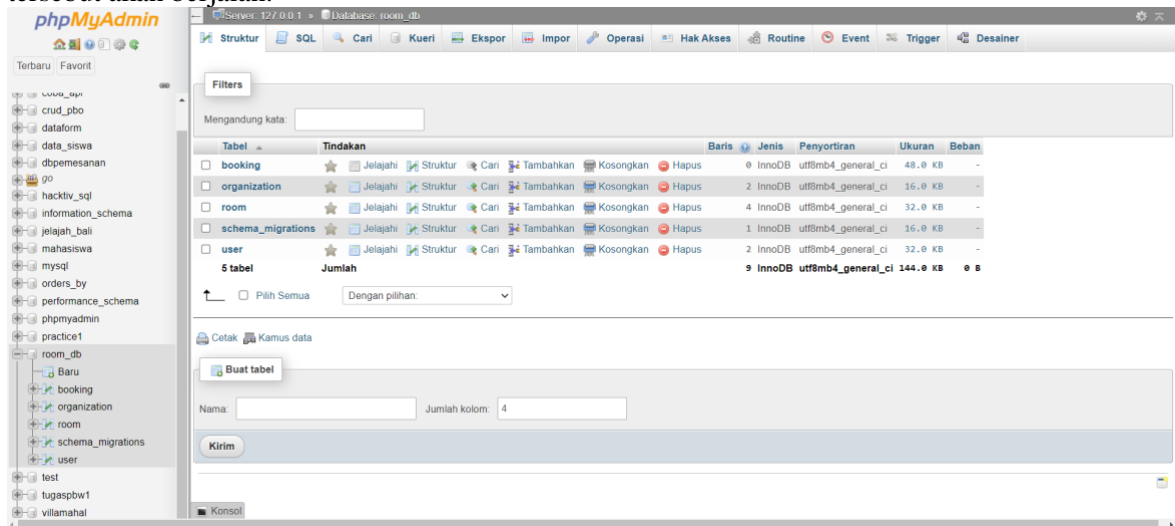 phpMyAdmin
Terbaru Favorit
coba_api
crud_pbo
dataform
data_siswa
dbpemesanan
go
hacktiv_sql
information_schema
jelajah_bali
mahasiswa
mysql
orders_by
performance_schema
phpmyadmin
practice1
room_db
Baru
booking
organization
room
schema_migrations
user
test
tugaspbw1
villamahal
Server: 127.0.0.1 » Database: room_db
Struktur SQL Cari Kueri Ekspor Impor Operasi Hak Akses Routine Event Trigger Desainer
Filters
Mengandung kata:
Tabel Tindakan Baris Jenis Penyortiran Ukuran Beban
booking Jelajahi Struktur Cari Tambahkan Kosongkan Hapus 0 InnoDB utf8mb4_general_ci 48.0 KB -
organization Jelajahi Struktur Cari Tambahkan Kosongkan Hapus 2 InnoDB utf8mb4_general_ci 16.0 KB -
room Jelajahi Struktur Cari Tambahkan Kosongkan Hapus 4 InnoDB utf8mb4_general_ci 32.0 KB -
schema_migrations Jelajahi Struktur Cari Tambahkan Kosongkan Hapus 1 InnoDB utf8mb4_general_ci 16.0 KB -
user Jelajahi Struktur Cari Tambahkan Kosongkan Hapus 2 InnoDB utf8mb4_general_ci 32.0 KB -
5 tabel Jumlah 9 InnoDB utf8mb4_general_ci 144.0 KB 0 B
Pilih Semua Dengan pilihan:
Cetak Kamus data
Buat tabel
Nama: Jumlah kolom: 4
Kirim
Konsol